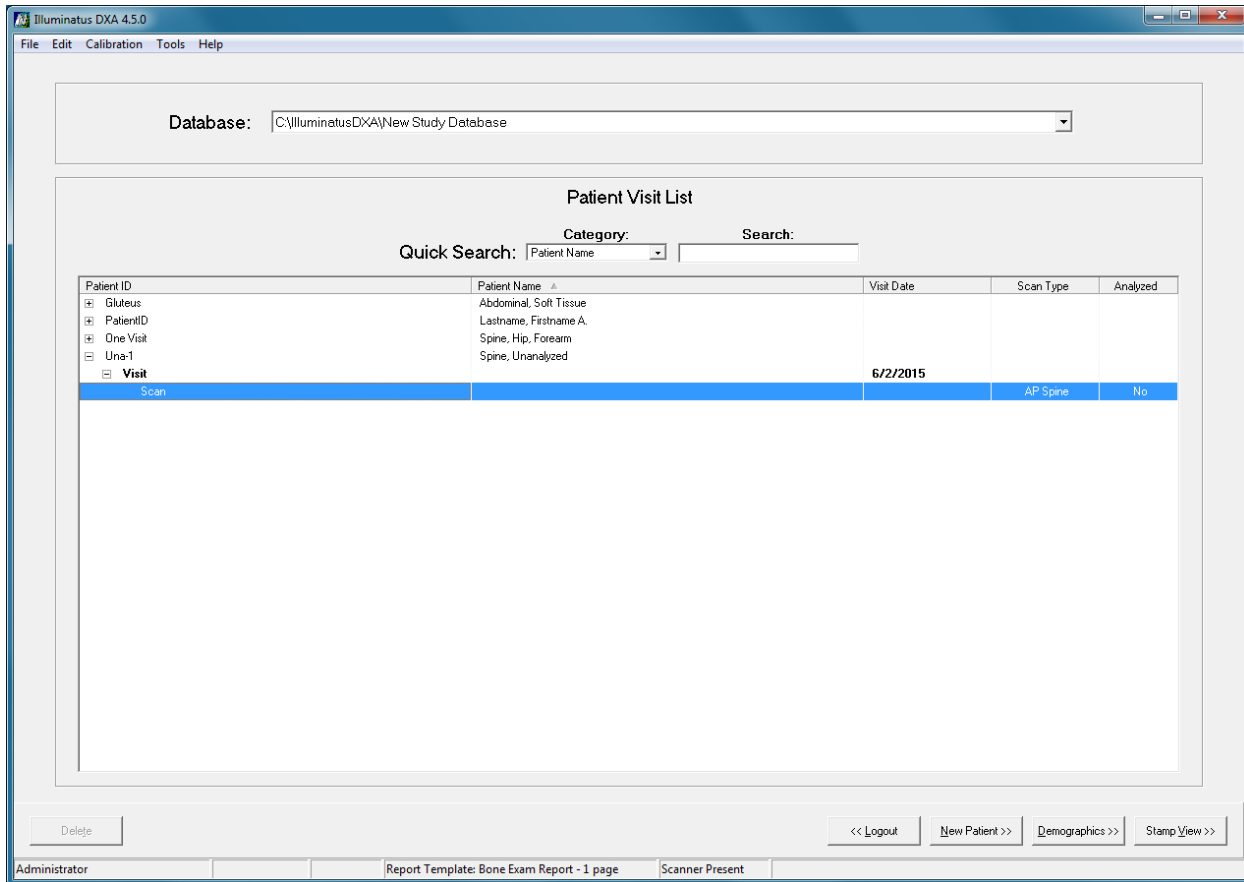 Illuminatus DXA 4.5.0
File Edit Calibration Tools Help
Database: C:\IlluminatusDXA\New Study Database
Patient Visit List
Category: Search:
Quick Search: Patient Name
Patient ID Patient Name Visit Date Scan Type Analyzed
Gluteus Abdominal, Soft Tissue
PatientID Lastname, Firstname A.
One Visit Spine, Hip, Forearm
Una-1 Spine, Unanalyzed
Visit 6/2/2015
Scan AP Spine No
Delete << Logout New Patient >> Demographics >> Stamp View >>
Administrator Report Template: Bone Exam Report - 1 page Scanner Present